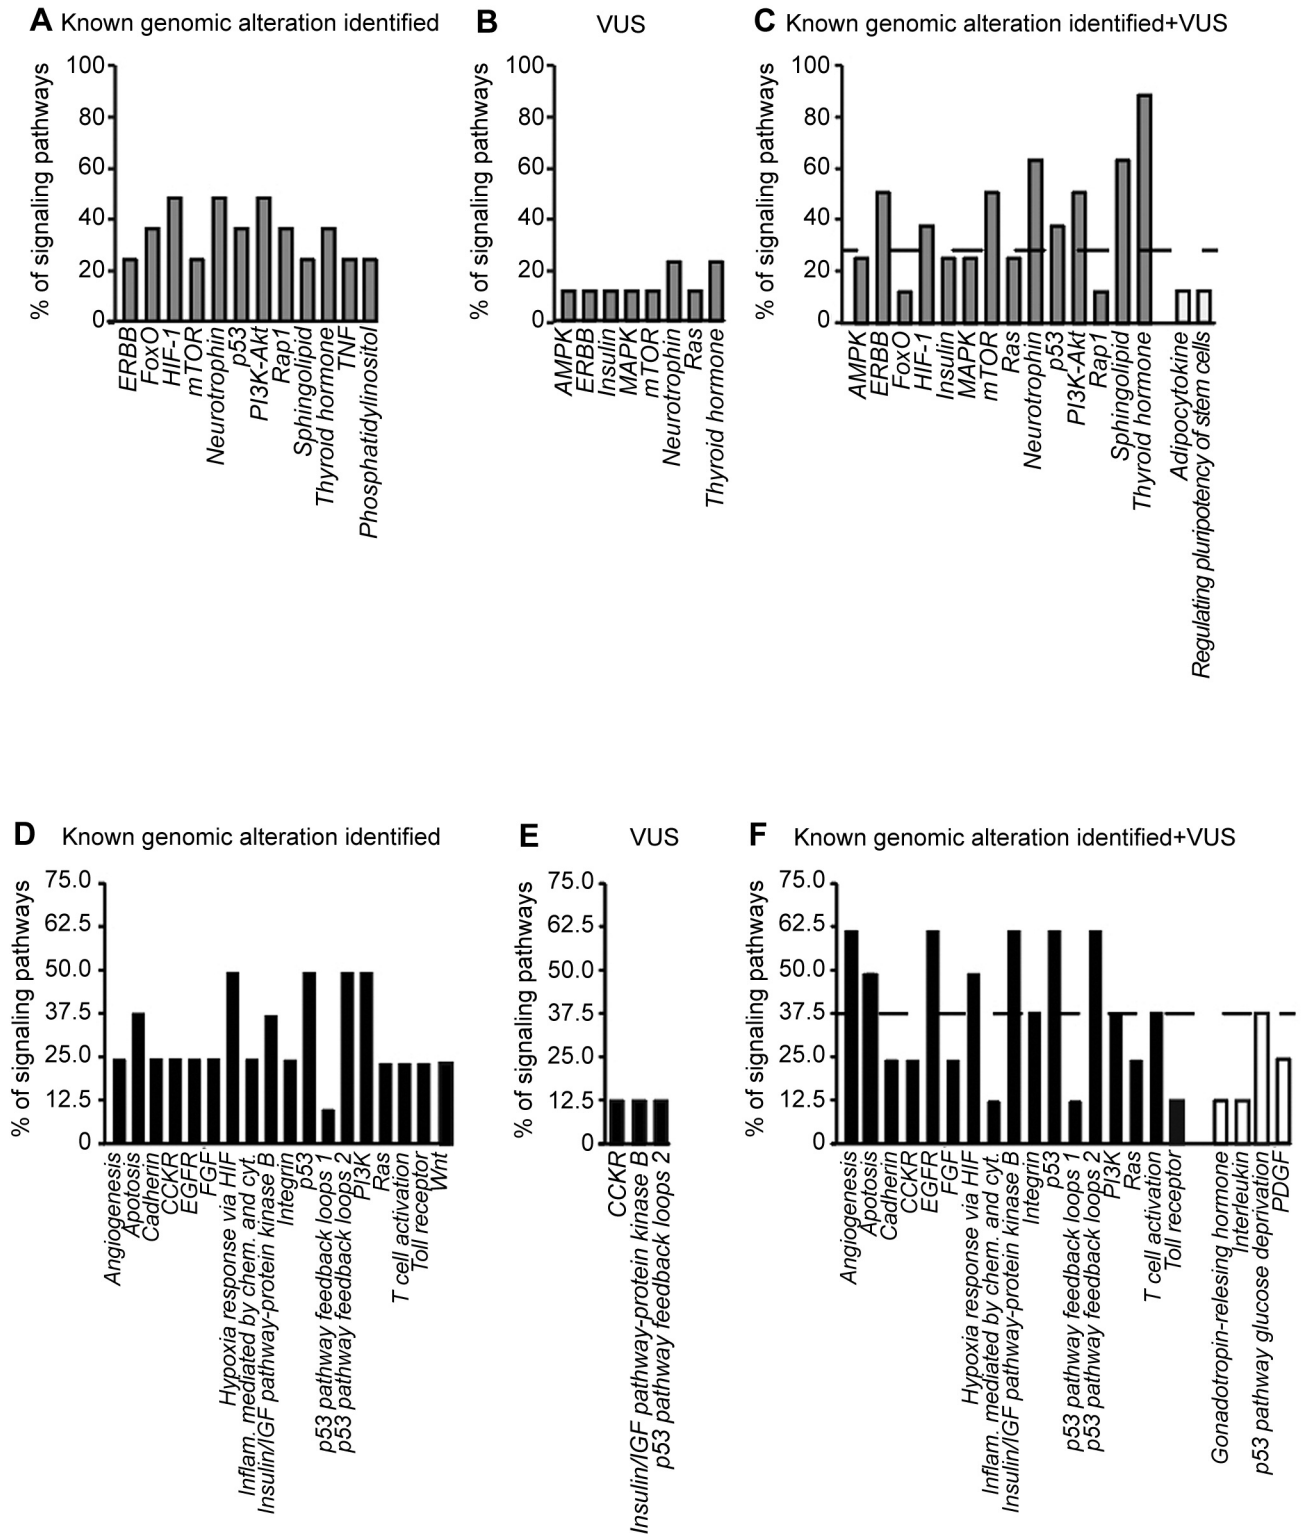 A Known genomic alteration identified
% of signaling pathways
100
80
60
40
20
0
ERBB
FoxO
HIF-1
mTOR
Neurotrophin
p53
PI3K-Akt
Rap1
Sphingolipid
Thyroid hormone
TNF
Phosphatidylinositol
B VUS
% of signaling pathways
100
80
60
40
20
0
AMPK
ERBB
Insulin
MAPK
mTOR
Neurotrophin
Ras
Thyroid hormone
C Known genomic alteration identified+VUS
% of signaling pathways
100
80
60
40
20
0
AMPK
ERBB
FoxO
HIF-1
Insulin
MAPK
mTOR
Ras
Neurotrophin
p53
PI3K-Akt
Rap1
Sphingolipid
Thyroid hormone
Adipocytokine
Regulating pluripotency of stem cells
D Known genomic alteration identified
% of signaling pathways
75.0
62.5
50.0
37.5
25.0
12.5
0
Angiogenesis
Apotosis
Cadherin
CCKR
EGFR
FGF
Hypoxia response via HIF
Inflam. mediated by chem. and cyt.
Insulin/IGF pathway-protein kinase B
Integrin
p53
p53 pathway feedback loops 1
p53 pathway feedback loops 2
PI3K
Ras
T cell activation
Toll receptor
Wnt
E VUS
% of signaling pathways
75.0
62.5
50.0
37.5
25.0
12.5
0
CCKR
Insulin/IGF pathway-protein kinase B
p53 pathway feedback loops 2
F Known genomic alteration identified+VUS
% of signaling pathways
75.0
62.5
50.0
37.5
25.0
12.5
0
Angiogenesis
Apotosis
Cadherin
CCKR
EGFR
FGF
Hypoxia response via HIF
Inflam. mediated by chem. and cyt.
Insulin/IGF pathway-protein kinase B
Integrin
p53
p53 pathway feedback loops 1
p53 pathway feedback loops 2
PI3K
Ras
T cell activation
Toll receptor
Gonadotropin-relesing hormone
Interleukin
p53 pathway glucose deprivation
PDGF